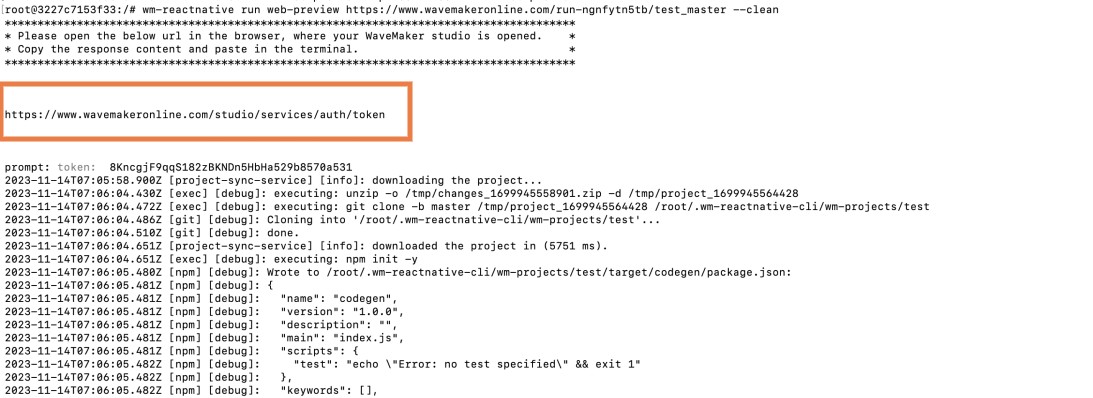 [root@3227c7153f33:/# wm-reactnative run web-preview https://www.wavemakeronline.com/run-ngnfytn5tb/test_master --clean
****************************************************************************************
* Please open the below url in the browser, where your WaveMaker studio is opened.    *
* Copy the response content and paste in the terminal.                                *
****************************************************************************************
https://www.wavemakeronline.com/studio/services/auth/token
prompt: token:  8KncgjF9qqS182zBKNDn5HbHa529b8570a531
2023-11-14T07:05:58.900Z [project-sync-service] [info]: downloading the project...
2023-11-14T07:06:04.430Z [exec] [debug]: executing: unzip -o /tmp/changes_1699945558901.zip -d /tmp/project_1699945564428
2023-11-14T07:06:04.472Z [exec] [debug]: executing: git clone -b master /tmp/project_1699945564428 /root/.wm-reactnative-cli/wm-projects/test
2023-11-14T07:06:04.486Z [git] [debug]: Cloning into '/root/.wm-reactnative-cli/wm-projects/test'...
2023-11-14T07:06:04.510Z [git] [debug]: done.
2023-11-14T07:06:04.651Z [project-sync-service] [info]: downloaded the project in (5751 ms).
2023-11-14T07:06:04.651Z [exec] [debug]: executing: npm init -y
2023-11-14T07:06:05.480Z [npm] [debug]: Wrote to /root/.wm-reactnative-cli/wm-projects/test/target/codegen/package.json:
2023-11-14T07:06:05.481Z [npm] [debug]: {
2023-11-14T07:06:05.481Z [npm] [debug]:   "name": "codegen",
2023-11-14T07:06:05.481Z [npm] [debug]:   "version": "1.0.0",
2023-11-14T07:06:05.481Z [npm] [debug]:   "description": "",
2023-11-14T07:06:05.481Z [npm] [debug]:   "main": "index.js",
2023-11-14T07:06:05.481Z [npm] [debug]:   "scripts": {
2023-11-14T07:06:05.482Z [npm] [debug]:     "test": "echo \"Error: no test specified\" && exit 1"
2023-11-14T07:06:05.482Z [npm] [debug]:   },
2023-11-14T07:06:05.482Z [npm] [debug]:   "keywords": [],